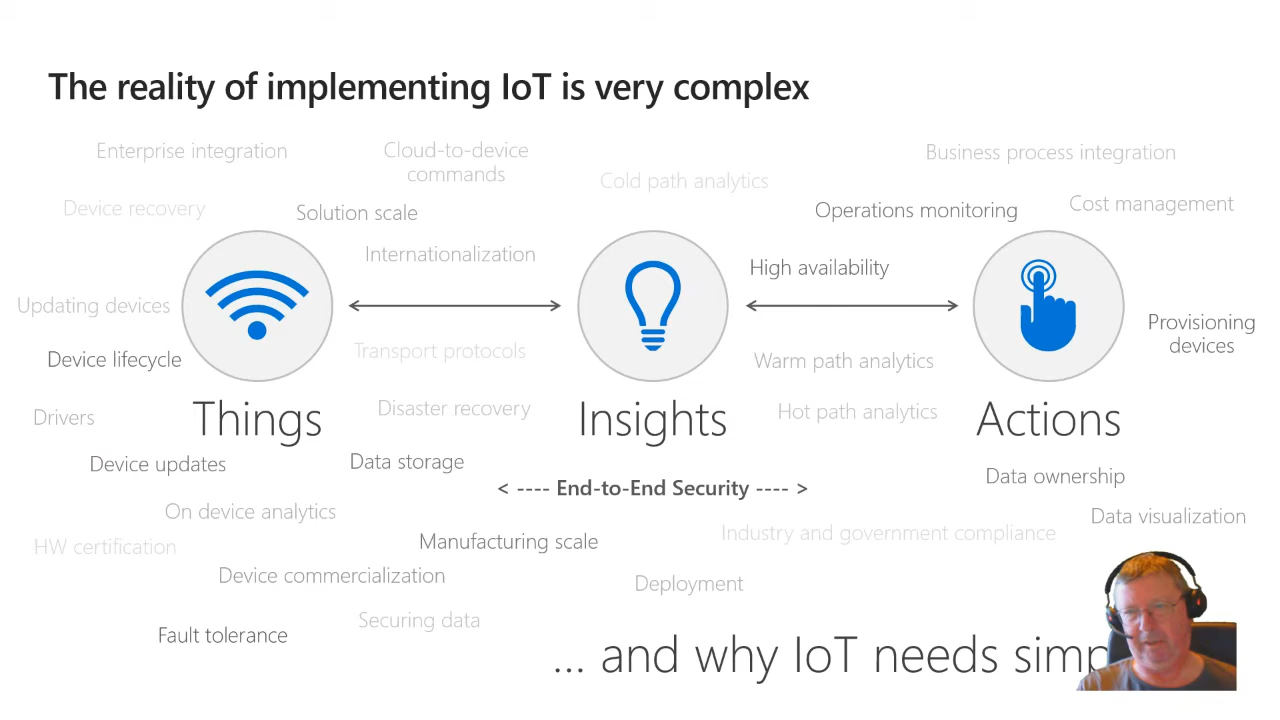 The reality of implementing IoT is very complex
Enterprise integration
Cloud-to-device
commands
Cold path analytics
Business process integration
Device recovery
Solution scale
Operations monitoring
Cost management
Internationalization
High availability
Updating devices
Provisioning
devices
Device lifecycle
Transport protocols
Warm path analytics
Drivers
Things
Disaster recovery
Insights
Hot path analytics
Actions
Device updates
Data storage
Data ownership
< ---- End-to-End Security ---- >
On device analytics
Data visualization
HW certification
Manufacturing scale
Industry and government compliance
Device commercialization
Deployment
Fault tolerance
Securing data
... and why IoT needs